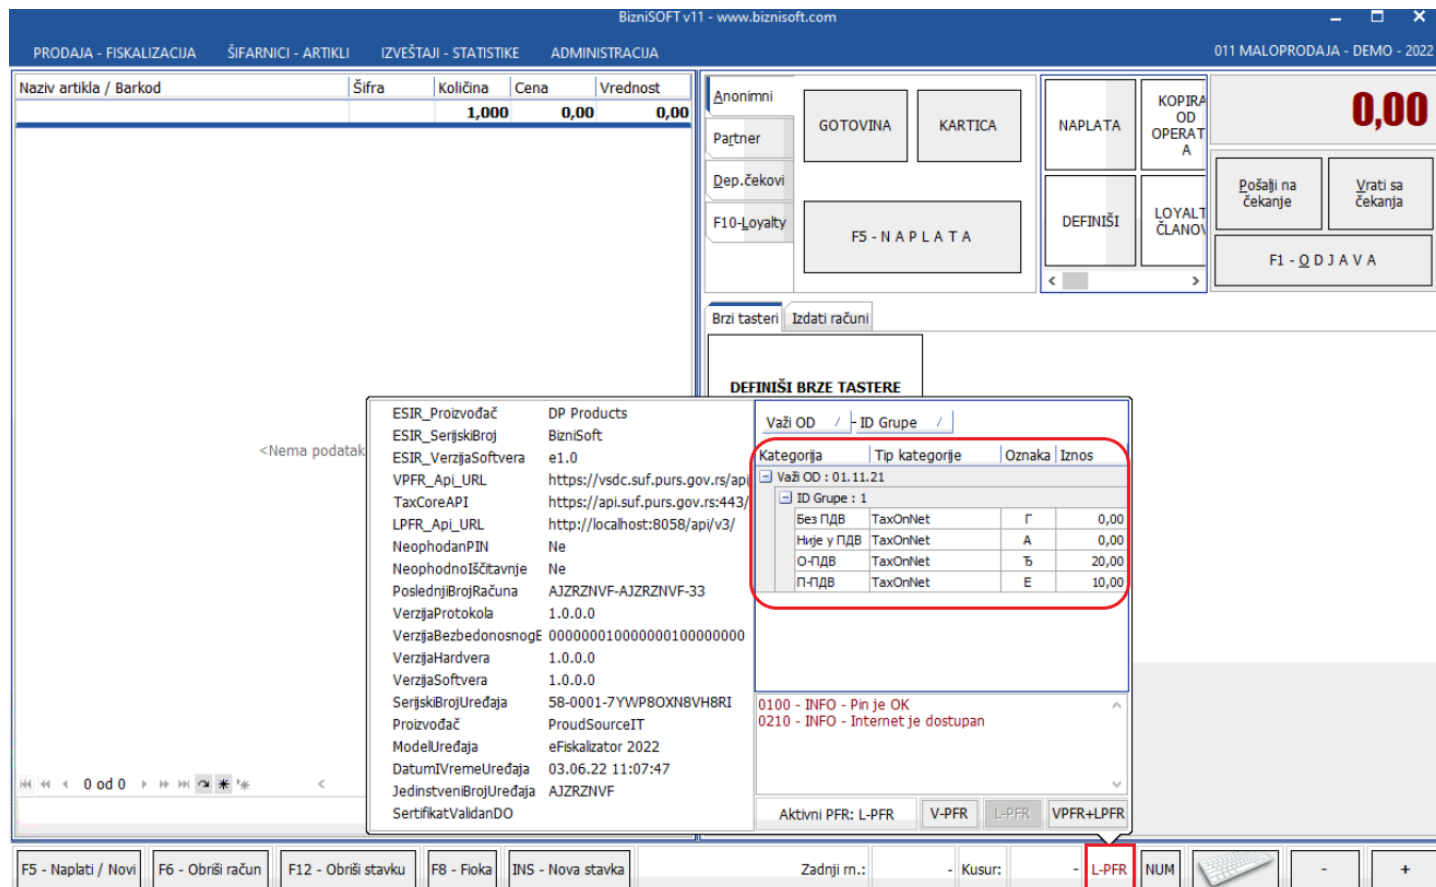 BizniSOFT v11 - www.biznisoft.com
PRODAJA - FISKALIZACIJA ŠIFARNICI - ARTIKLI IZVEŠTAJI - STATISTIKE ADMINISTRACIJA 011 MALOPRODAJA - DEMO - 2022
Naziv artikla / Barkod Šifra Količina Cena Vrednost
1,000 0,00 0,00
<Nema podatak
0 od 0
Anonimni
Partner
Dep.čekovi
F10-Loyalty
GOTOVINA KARTICA
F5 - N A P L A T A
NAPLATA
KOPIRA
OD
OPERAT
A
DEFINIŠI
LOYALT
ČLANOV
0,00
Pošalji na
čekanje
Vrati sa
čekanja
F1 - O D J A V A
Brzi tasteri Izdati računi
DEFINIŠI BRZE TASTERE
ESIR_Proizvođač DP Products
ESIR_SerijskiBroj BizniSoft
ESIR_VerzijaSoftvera e1.0
VPFR_Api_URL https://vsdc.suf.purs.gov.rs/api
TaxCoreAPI https://api.suf.purs.gov.rs:443/
LPFR_Api_URL http://localhost:8058/api/v3/
NeophodanPIN Ne
NeophodnoIščitavnje Ne
PoslednjiBrojRačuna AJZRZNVF-AJZRZNVF-33
VerzijaProtokola 1.0.0.0
VerzijaBezbedonosnogE 000000010000000100000000
VerzijaHardvera 1.0.0.0
VerzijaSoftvera 1.0.0.0
SerijskiBrojUređaja 58-0001-7YWP8OXN8VH8RI
Proizvođač ProudSourceIT
ModelUređaja eFiskalizator 2022
DatumIVremeUređaja 03.06.22 11:07:47
JedinstveniBrojUređaja AJZRZNVF
SertifikatValidanDO
Važi OD / - ID Grupe /
Kategorija Tip kategorije Oznaka Iznos
Važi OD : 01.11.21
ID Grupe : 1
Без ПДВ TaxOnNet Г 0,00
Није у ПДВ TaxOnNet А 0,00
О-ПДВ TaxOnNet Ђ 20,00
П-ПДВ TaxOnNet Е 10,00
0100 - INFO - Pin je OK
0210 - INFO - Internet je dostupan
Aktivni PFR: L-PFR V-PFR L-PFR VPFR+LPFR
F5 - Naplati / Novi F6 - Obriši račun F12 - Obriši stavku F8 - Fioka INS - Nova stavka Zadnji rn.: - Kusur: - L-PFR NUM - +